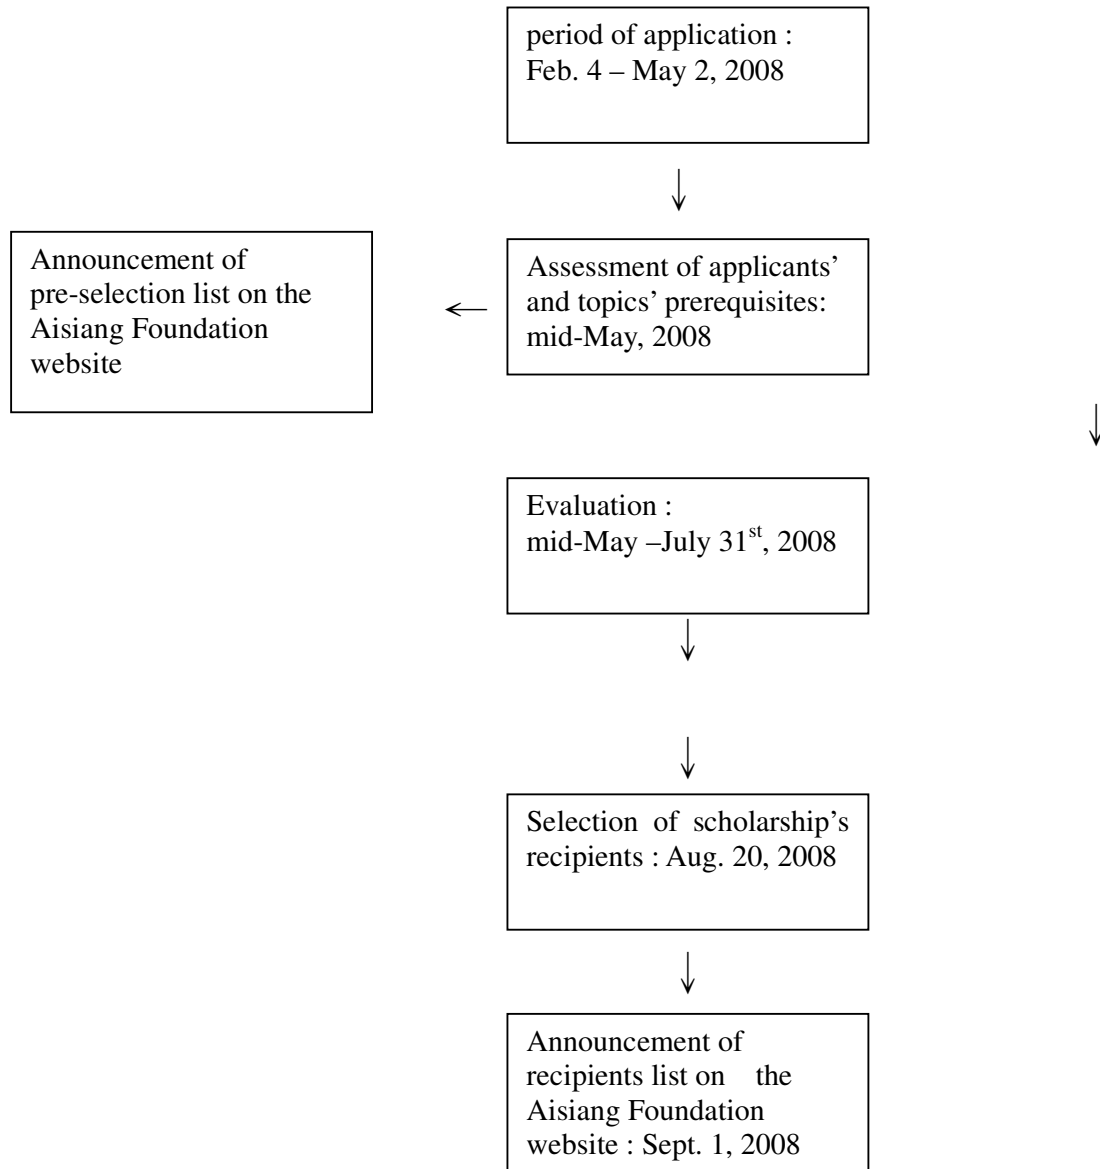 period of application :
Feb. 4 – May 2, 2008
Announcement of
pre-selection list on the
Aisiang Foundation
website
Assessment of applicants’
and topics’ prerequisites:
mid-May, 2008
Evaluation :
mid-May –July 31st, 2008
Selection of scholarship’s
recipients : Aug. 20, 2008
Announcement of
recipients list on the
Aisiang Foundation
website : Sept. 1, 2008